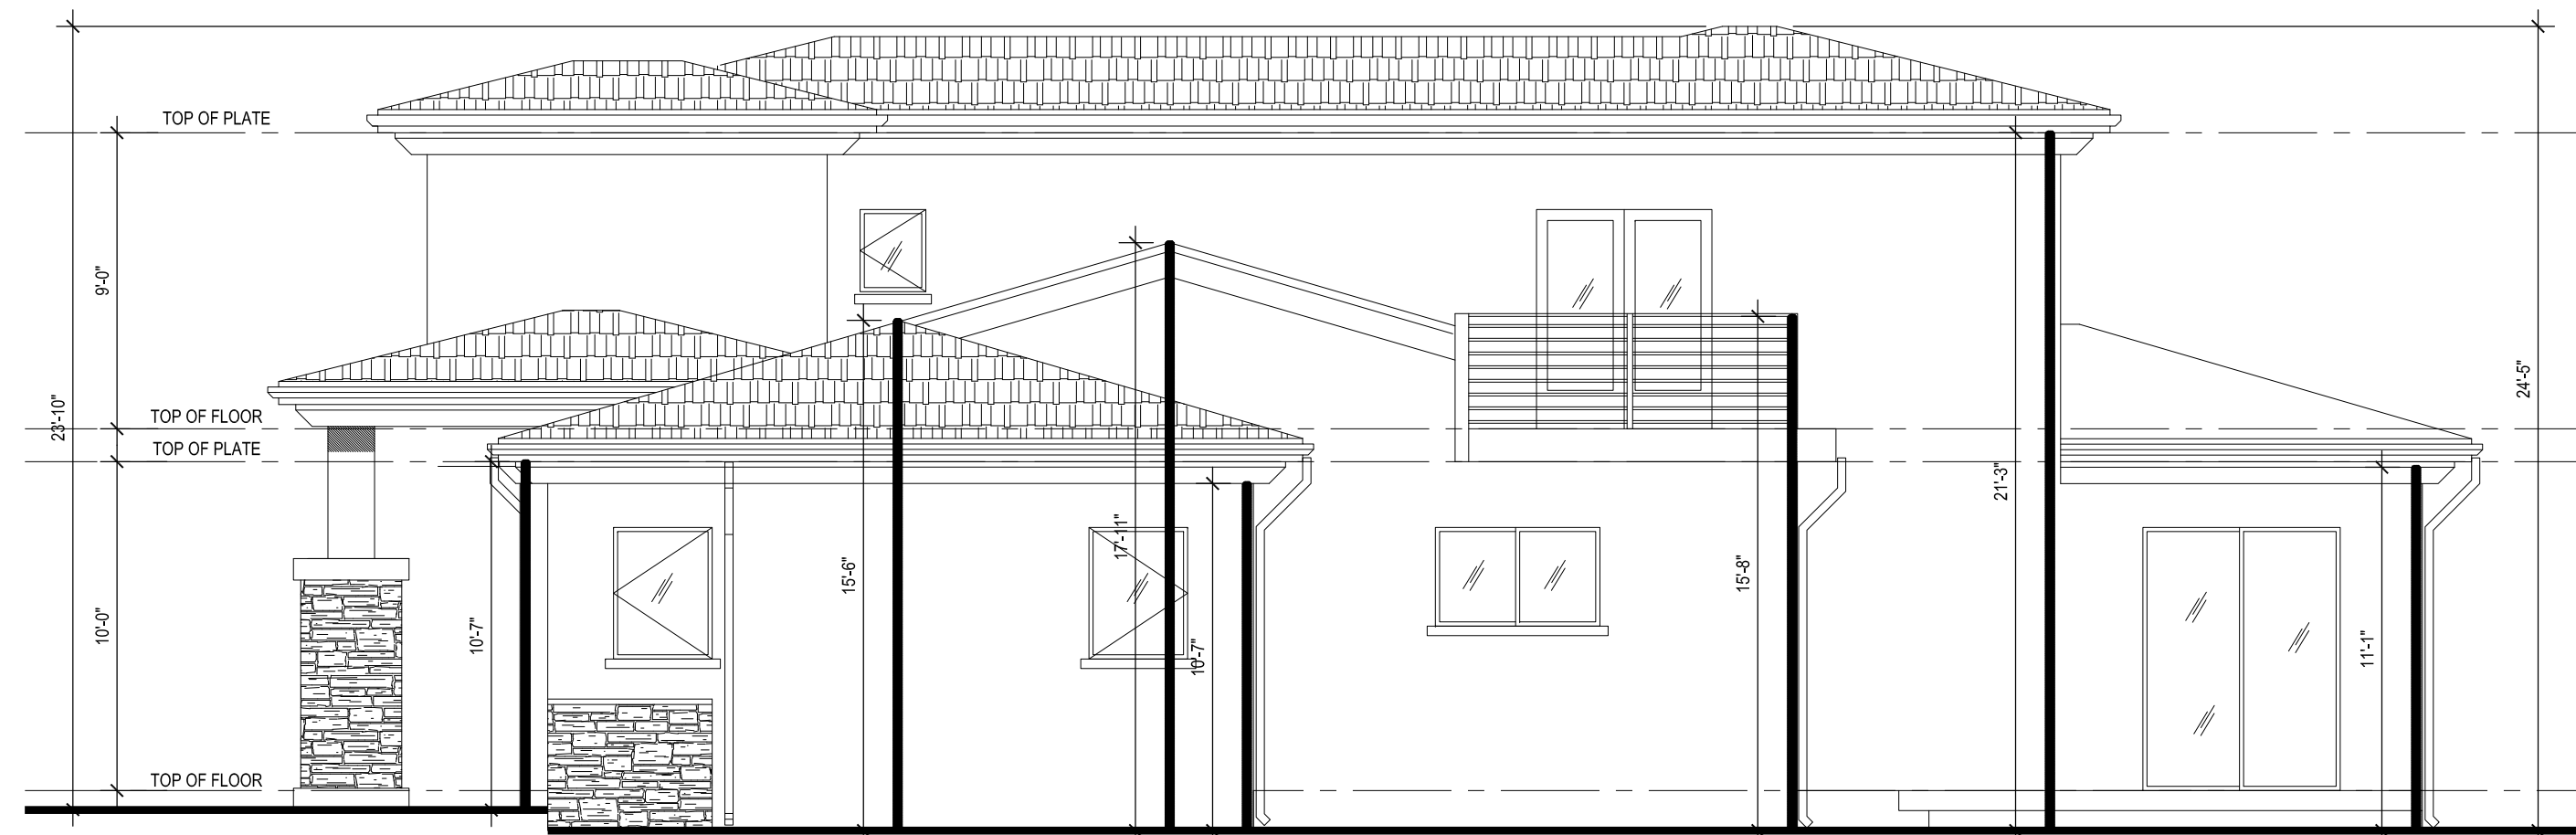 TOP OF PLATE
9'-0"
24'-5"
23'-10"
TOP OF FLOOR
TOP OF PLATE
21'-3"
17'-11"
15'-6"
15'-8"
10'-0"
10'-7"
10'-7"
11'-1"
TOP OF FLOOR